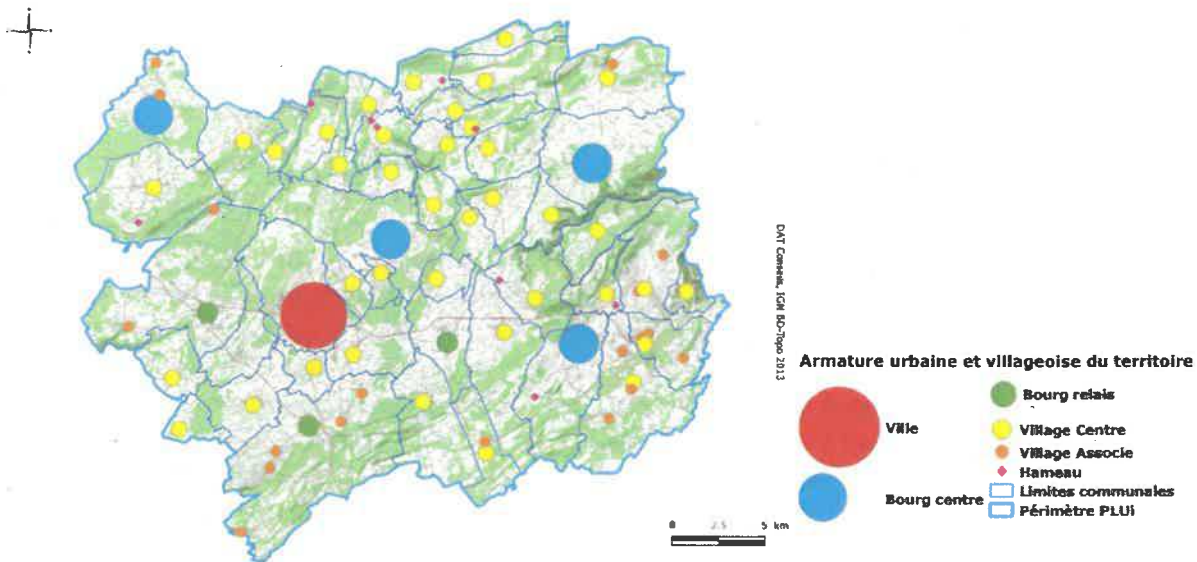 DAT Conseils, IGN BD-Topo 2013
Armature urbaine et villageoise du territoire
Ville
Bourg centre
Bourg relais
Village Centre
Village Associe
Hameau
Limites communales
Périmètre PLUi
0 2.5 5 km